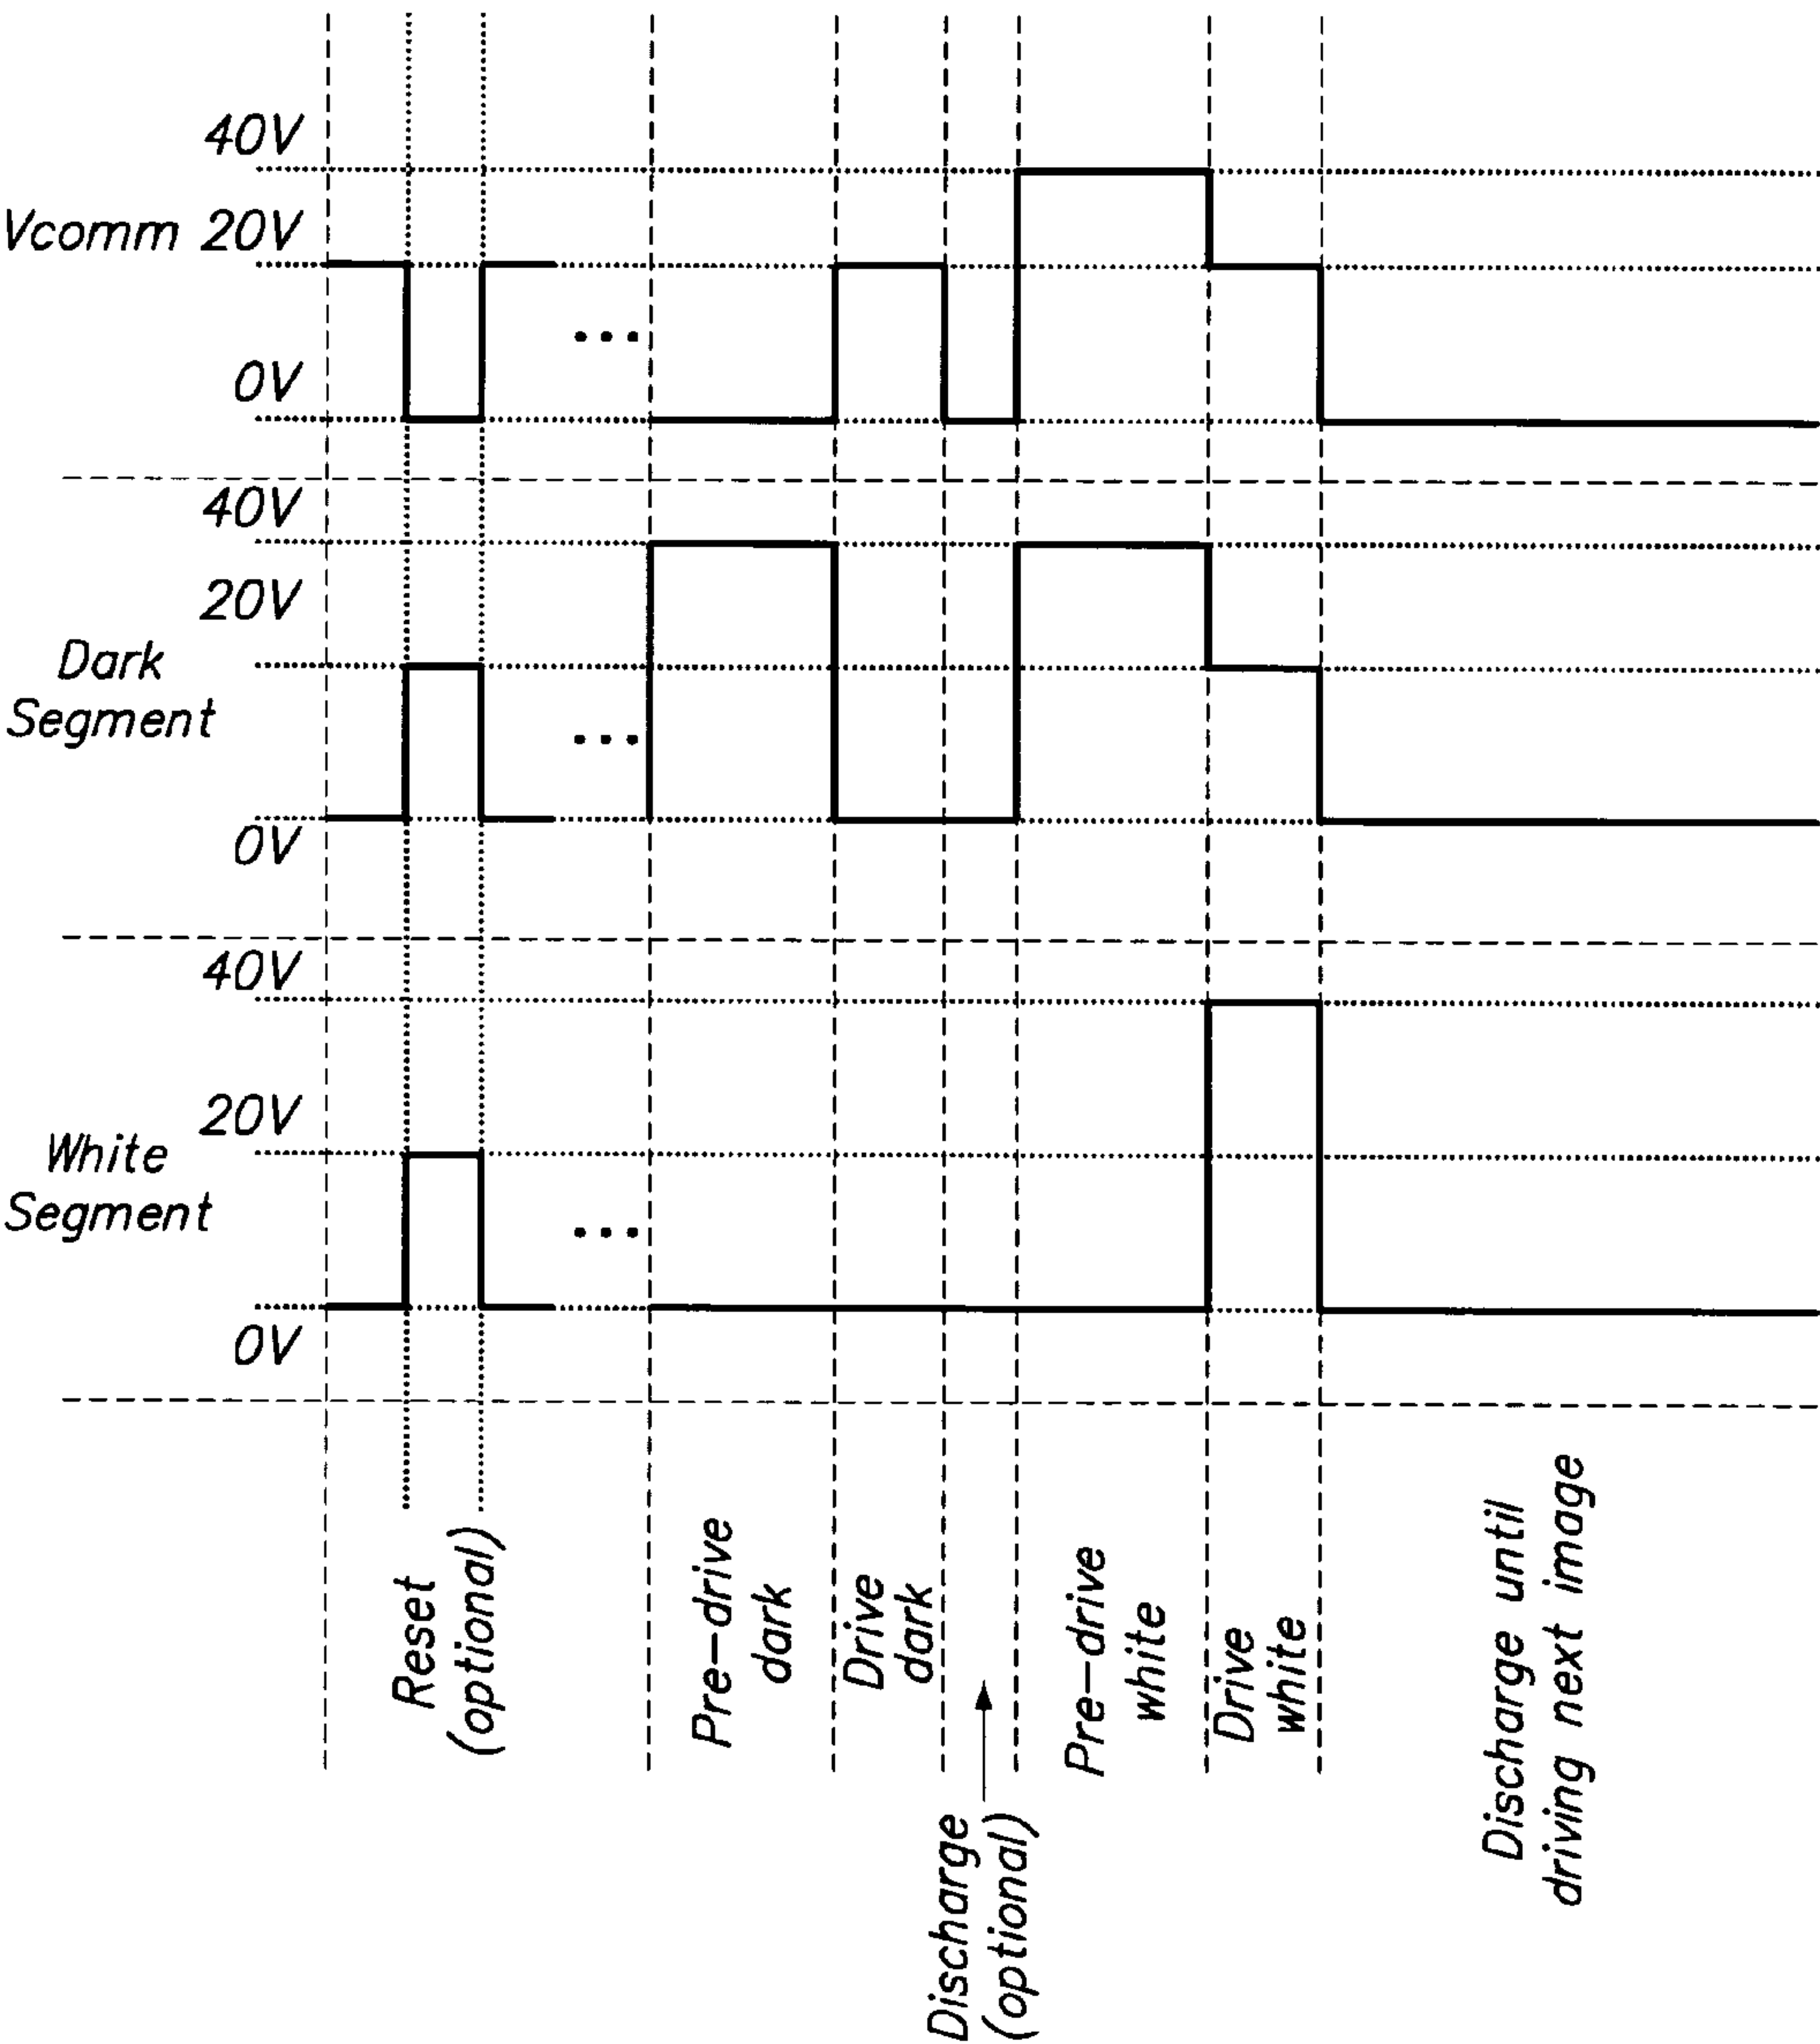 40V
Vcomm 20V
0V
40V
20V
Dark
Segment
0V
40V
20V
White
Segment
0V
Reset
(optional)
Pre-drive
dark
Drive
dark
Discharge
(optional)
Pre-drive
white
Drive
white
Discharge until
driving next image